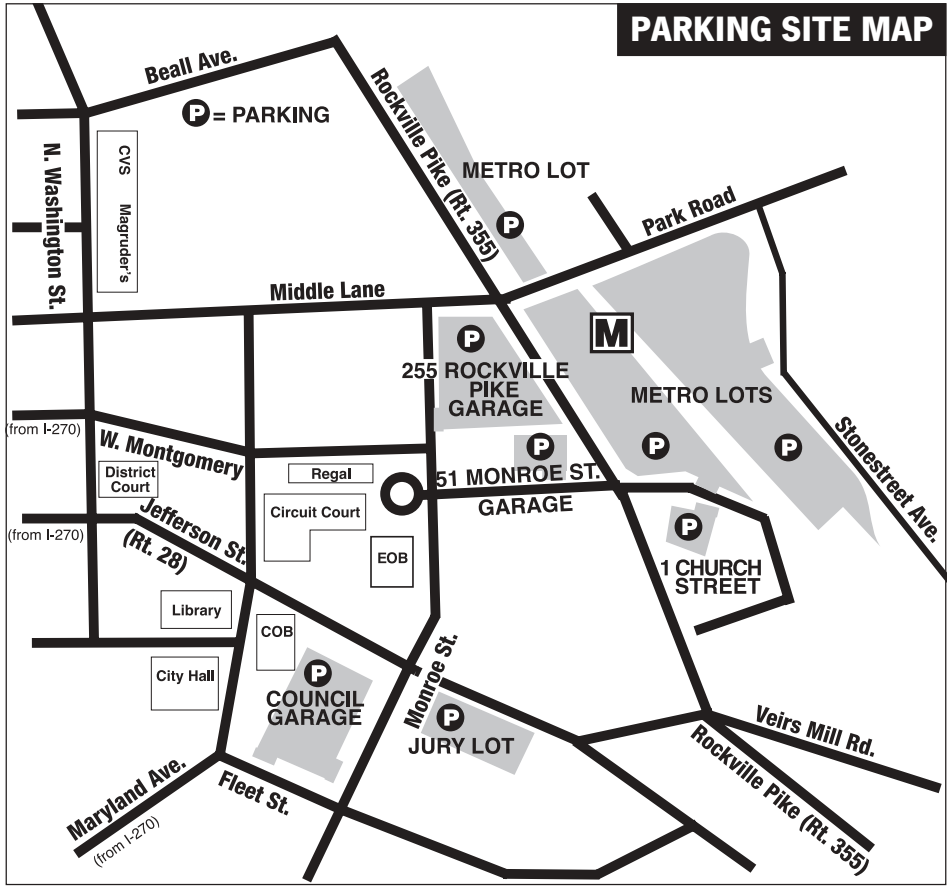 PARKING SITE MAP
Beall Ave.
P = PARKING
Rockville Pike (Rt. 355)
METRO LOT
P
Park Road
N. Washington St.
CVS
Magruder's
Middle Lane
P
255 ROCKVILLE
PIKE
GARAGE
M
METRO LOTS
P
P
P
Stonestreet Ave.
(from I-270)
W. Montgomery
District
Court
Regal
51 MONROE ST.
GARAGE
Circuit Court
Jefferson St.
(Rt. 28)
(from I-270)
EOB
P
1 CHURCH
STREET
Library
COB
City Hall
P
COUNCIL
GARAGE
Monroe St.
P
JURY LOT
Veirs Mill Rd.
Rockville Pike (Rt. 355)
Maryland Ave.
(from I-270)
Fleet St.